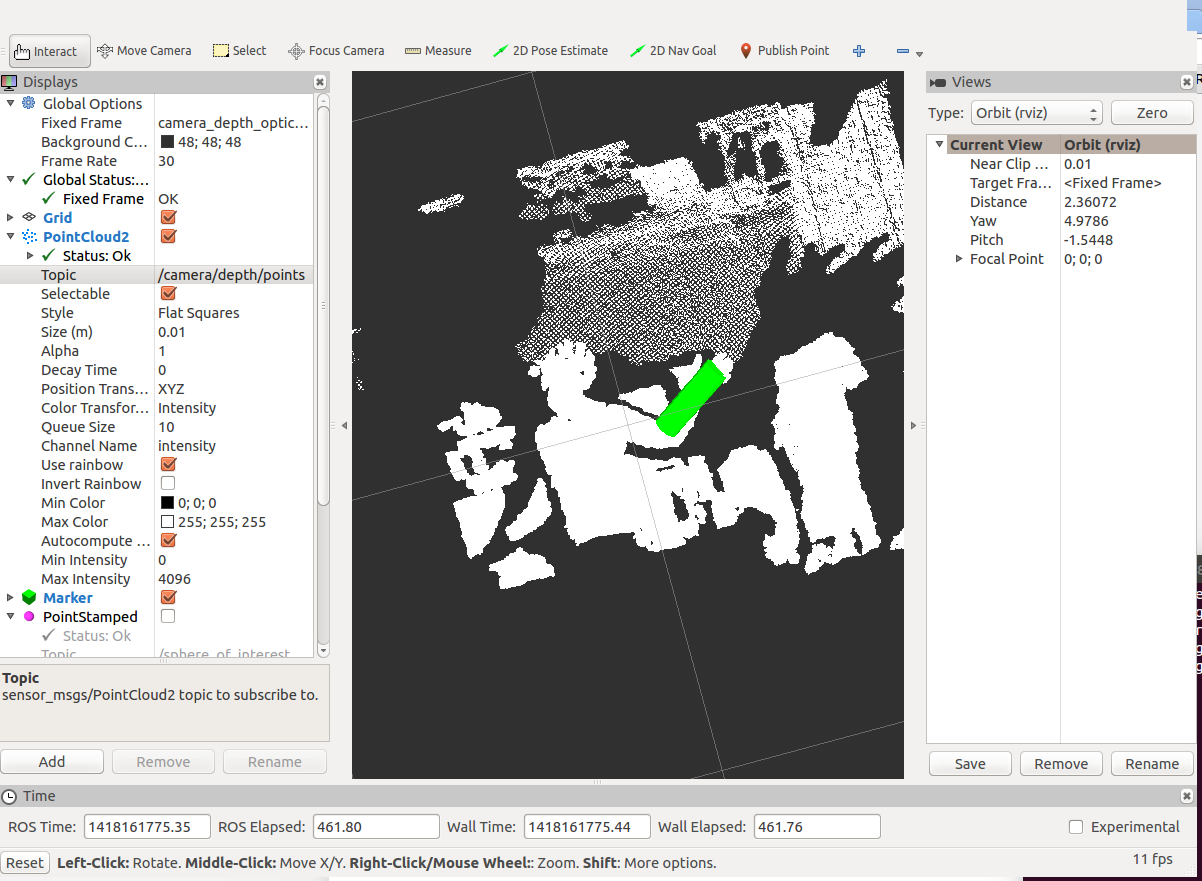 Interact Move Camera Select Focus Camera Measure 2D Pose Estimate 2D Nav Goal Publish Point
Displays
Global Options
Fixed Frame camera_depth_optic...
Background C... 48; 48; 48
Frame Rate 30
Global Status:...
Fixed Frame OK
Grid
PointCloud2
Status: Ok
Topic /camera/depth/points
Selectable
Style Flat Squares
Size (m) 0.01
Alpha 1
Decay Time 0
Position Trans... XYZ
Color Transfor... Intensity
Queue Size 10
Channel Name intensity
Use rainbow
Invert Rainbow
Min Color 0; 0; 0
Max Color 255; 255; 255
Autocompute ...
Min Intensity 0
Max Intensity 4096
Marker
PointStamped
Status: Ok
Topic /sphere_of_interest
Topic
sensor_msgs/PointCloud2 topic to subscribe to.
Add Remove Rename
Views
Type: Orbit (rviz) Zero
Current View Orbit (rviz)
Near Clip ... 0.01
Target Fra... <Fixed Frame>
Distance 2.36072
Yaw 4.9786
Pitch -1.5448
Focal Point 0; 0; 0
Save Remove Rename
Time
ROS Time: 1418161775.35 ROS Elapsed: 461.80 Wall Time: 1418161775.44 Wall Elapsed: 461.76 Experimental
Reset Left-Click: Rotate. Middle-Click: Move X/Y. Right-Click/Mouse Wheel:: Zoom. Shift: More options. 11 fps